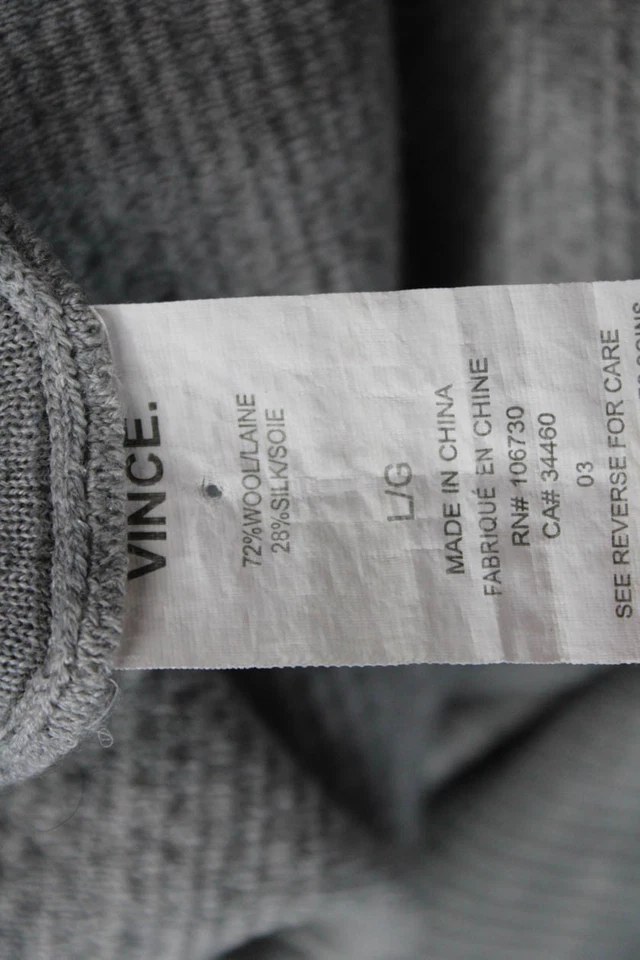 VINCE.
72%WOOL/LAINE
28%SILK/SOIE
L/G
MADE IN CHINA
FABRIQUÉ EN CHINE
RN# 106730
CA# 34460
03
SEE REVERSE FOR CARE